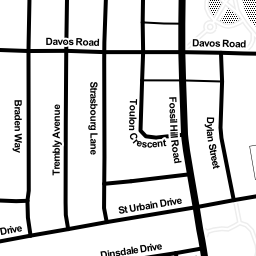 Davos Road
Davos Road
Braden Way
Trembly Avenue
Strasbourg Lane
Toulon Crescent
Fossil Hill Road
Dylan Street
St Urbain Drive
Drive
Dinsdale Drive